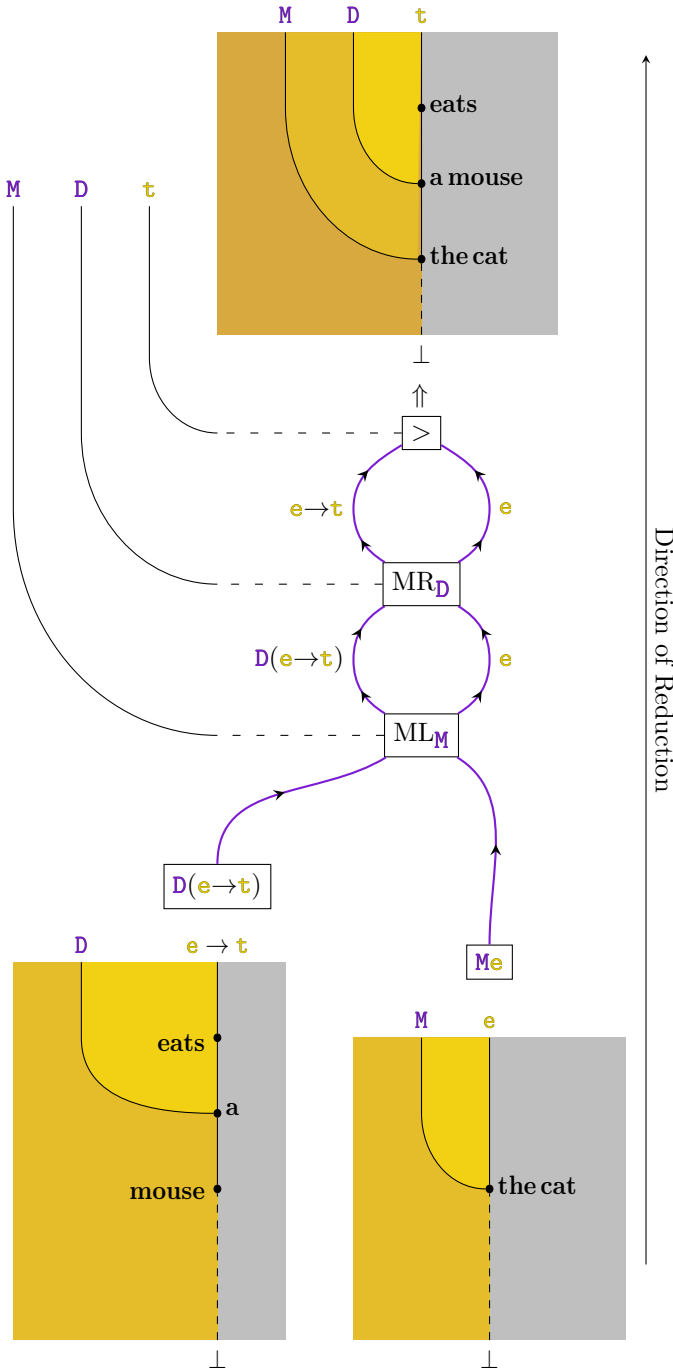 M D t
eats
a mouse
the cat
⊥
⇑
M D t
>
e→t e
MR_D
D(e→t) e
ML_M
D(e→t)
Me
Direction of Reduction
D e → t
eats
a
mouse
⊥
M e
the cat
⊥